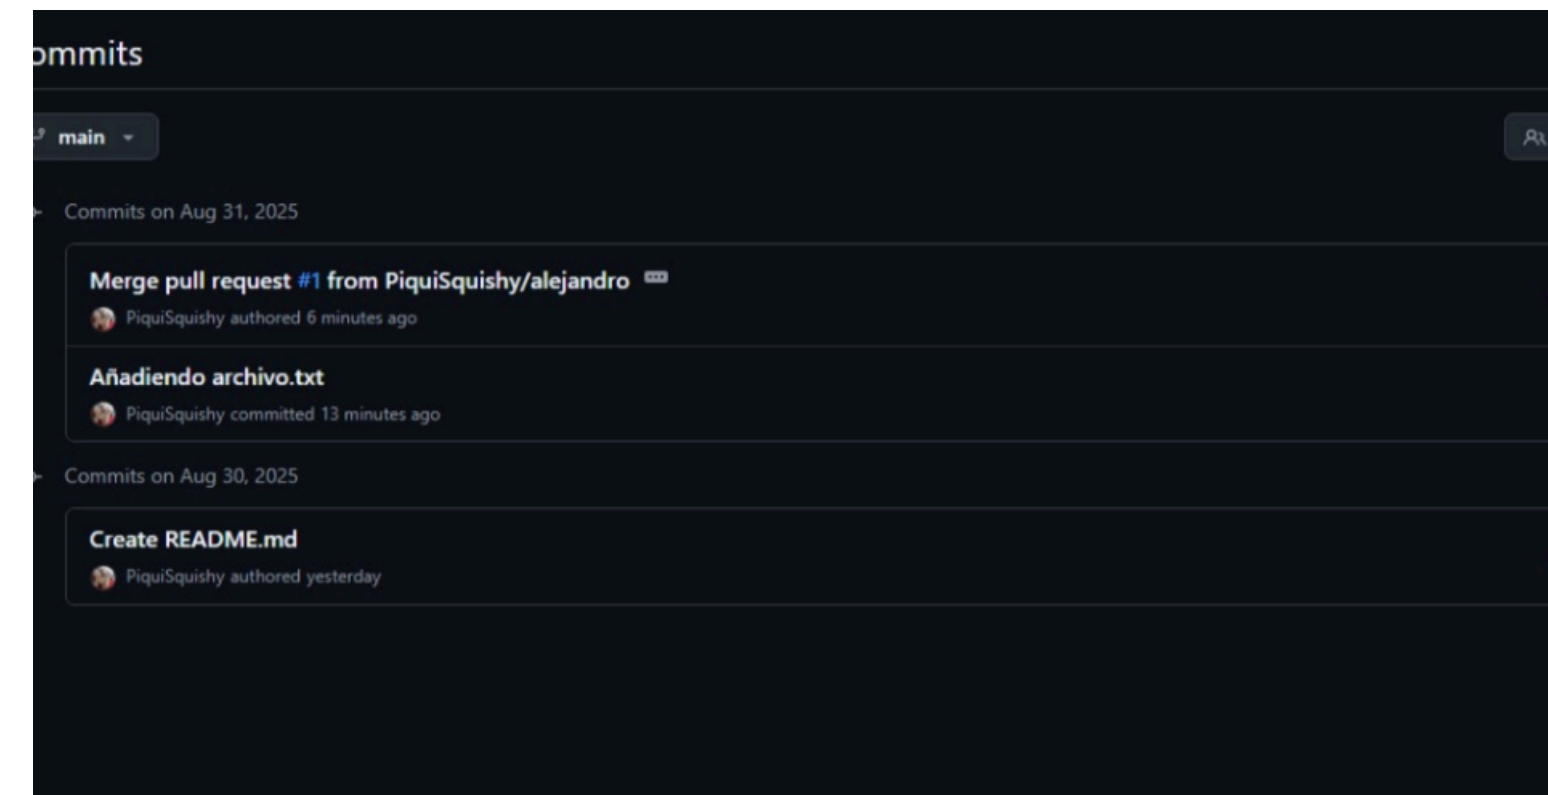 ommits
main
Commits on Aug 31, 2025
Merge pull request #1 from PiquiSquishy/alejandro
PiquiSquishy authored 6 minutes ago
Añadiendo archivo.txt
PiquiSquishy committed 13 minutes ago
Commits on Aug 30, 2025
Create README.md
PiquiSquishy authored yesterday